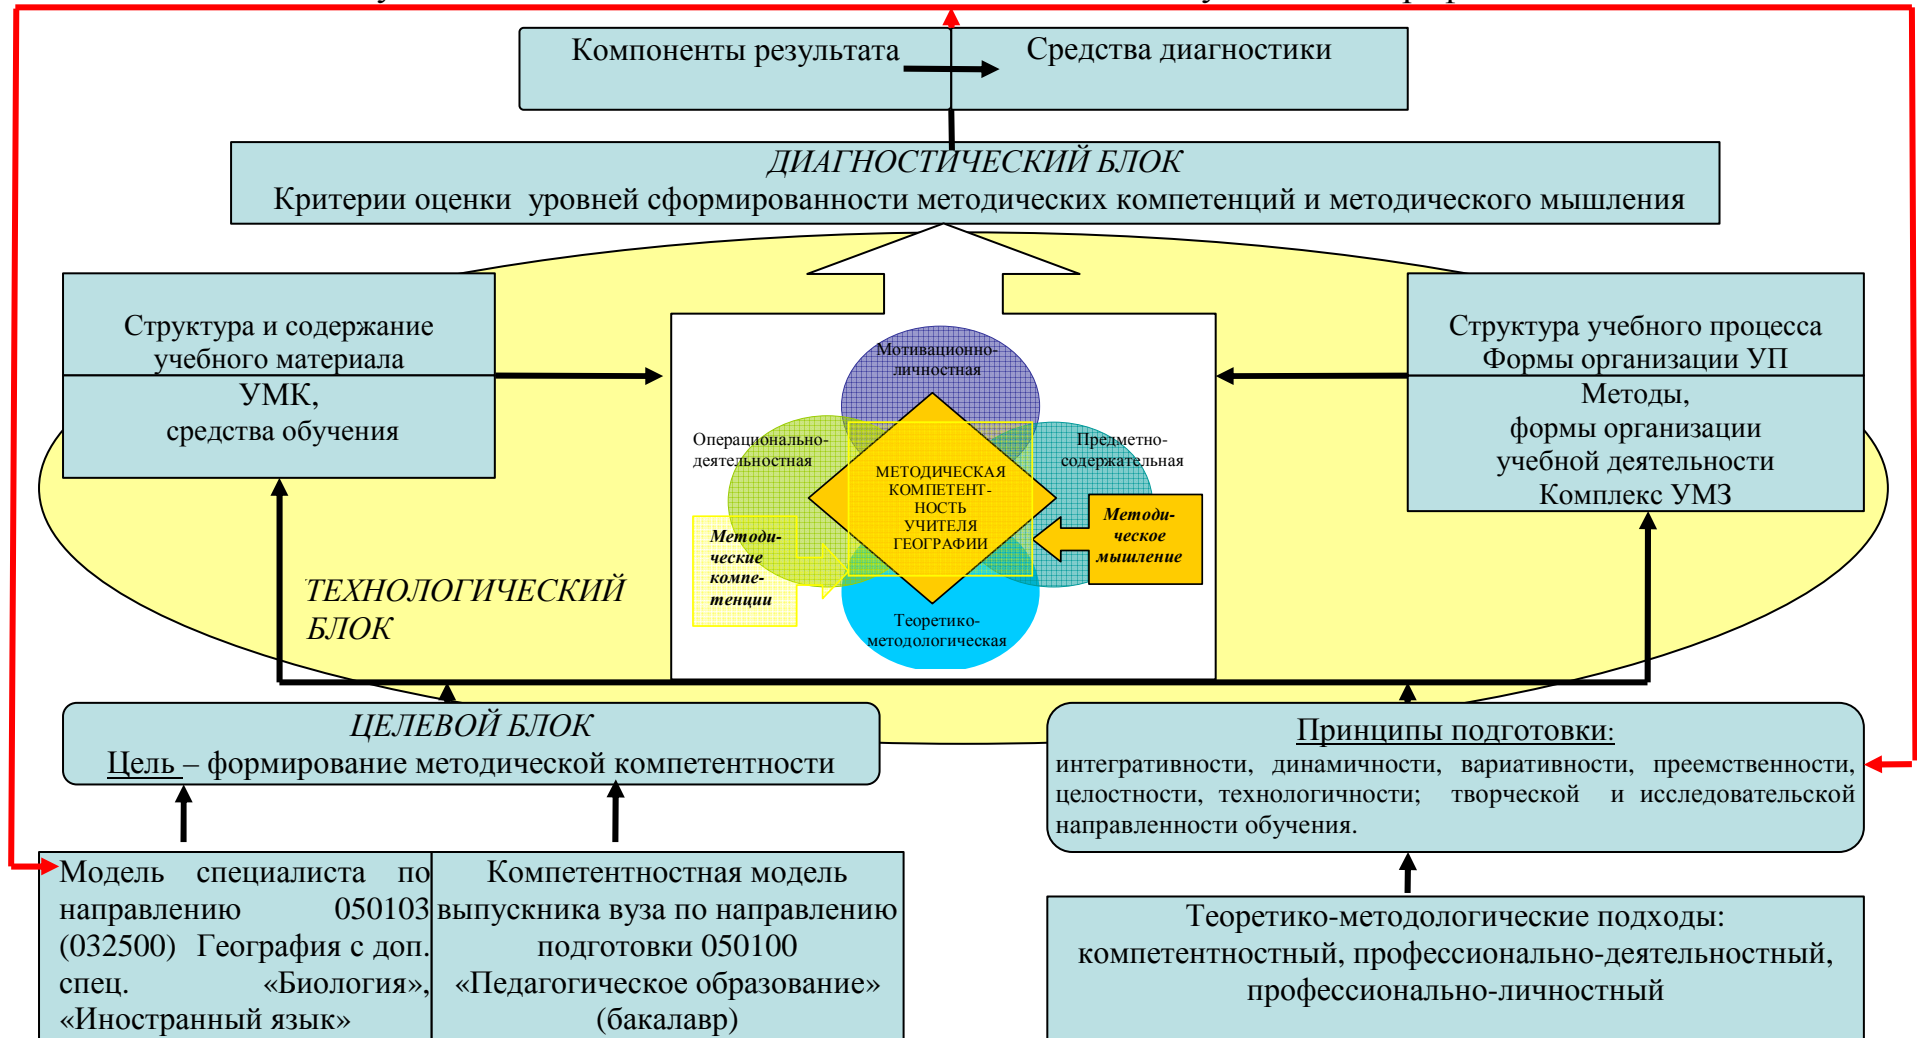 Компоненты результата
Средства диагностики
ДИАГНОСТИЧЕСКИЙ БЛОК
Критерии оценки уровней сформированности методических компетенций и методического мышления
Структура и содержание
учебного материала
УМК,
средства обучения
Структура учебного процесса
Формы организации УП
Методы,
формы организации
учебной деятельности
Комплекс УМЗ
Мотивационно-
личностная
Операционально-
деятельностная
Предметно-
содержательная
МЕТОДИЧЕСКАЯ
КОМПЕТЕНТ-
НОСТЬ
УЧИТЕЛЯ
ГЕОГРАФИИ
Методи-
ческие
компе-
тенции
Методи-
ческое
мышление
Теоретико-
методологическая
ТЕХНОЛОГИЧЕСКИЙ
БЛОК
ЦЕЛЕВОЙ БЛОК
Цель – формирование методической компетентности
Принципы подготовки:
интегративности, динамичности, вариативности, преемственности,
целостности, технологичности; творческой и исследовательской
направленности обучения.
Модель специалиста по
направлению 050103
(032500) География с доп.
спец. «Биология»,
«Иностранный язык»
Компетентностная модель
выпускника вуза по направлению
подготовки 050100
«Педагогическое образование»
(бакалавр)
Теоретико-методологические подходы:
компетентностный, профессионально-деятельностный,
профессионально-личностный